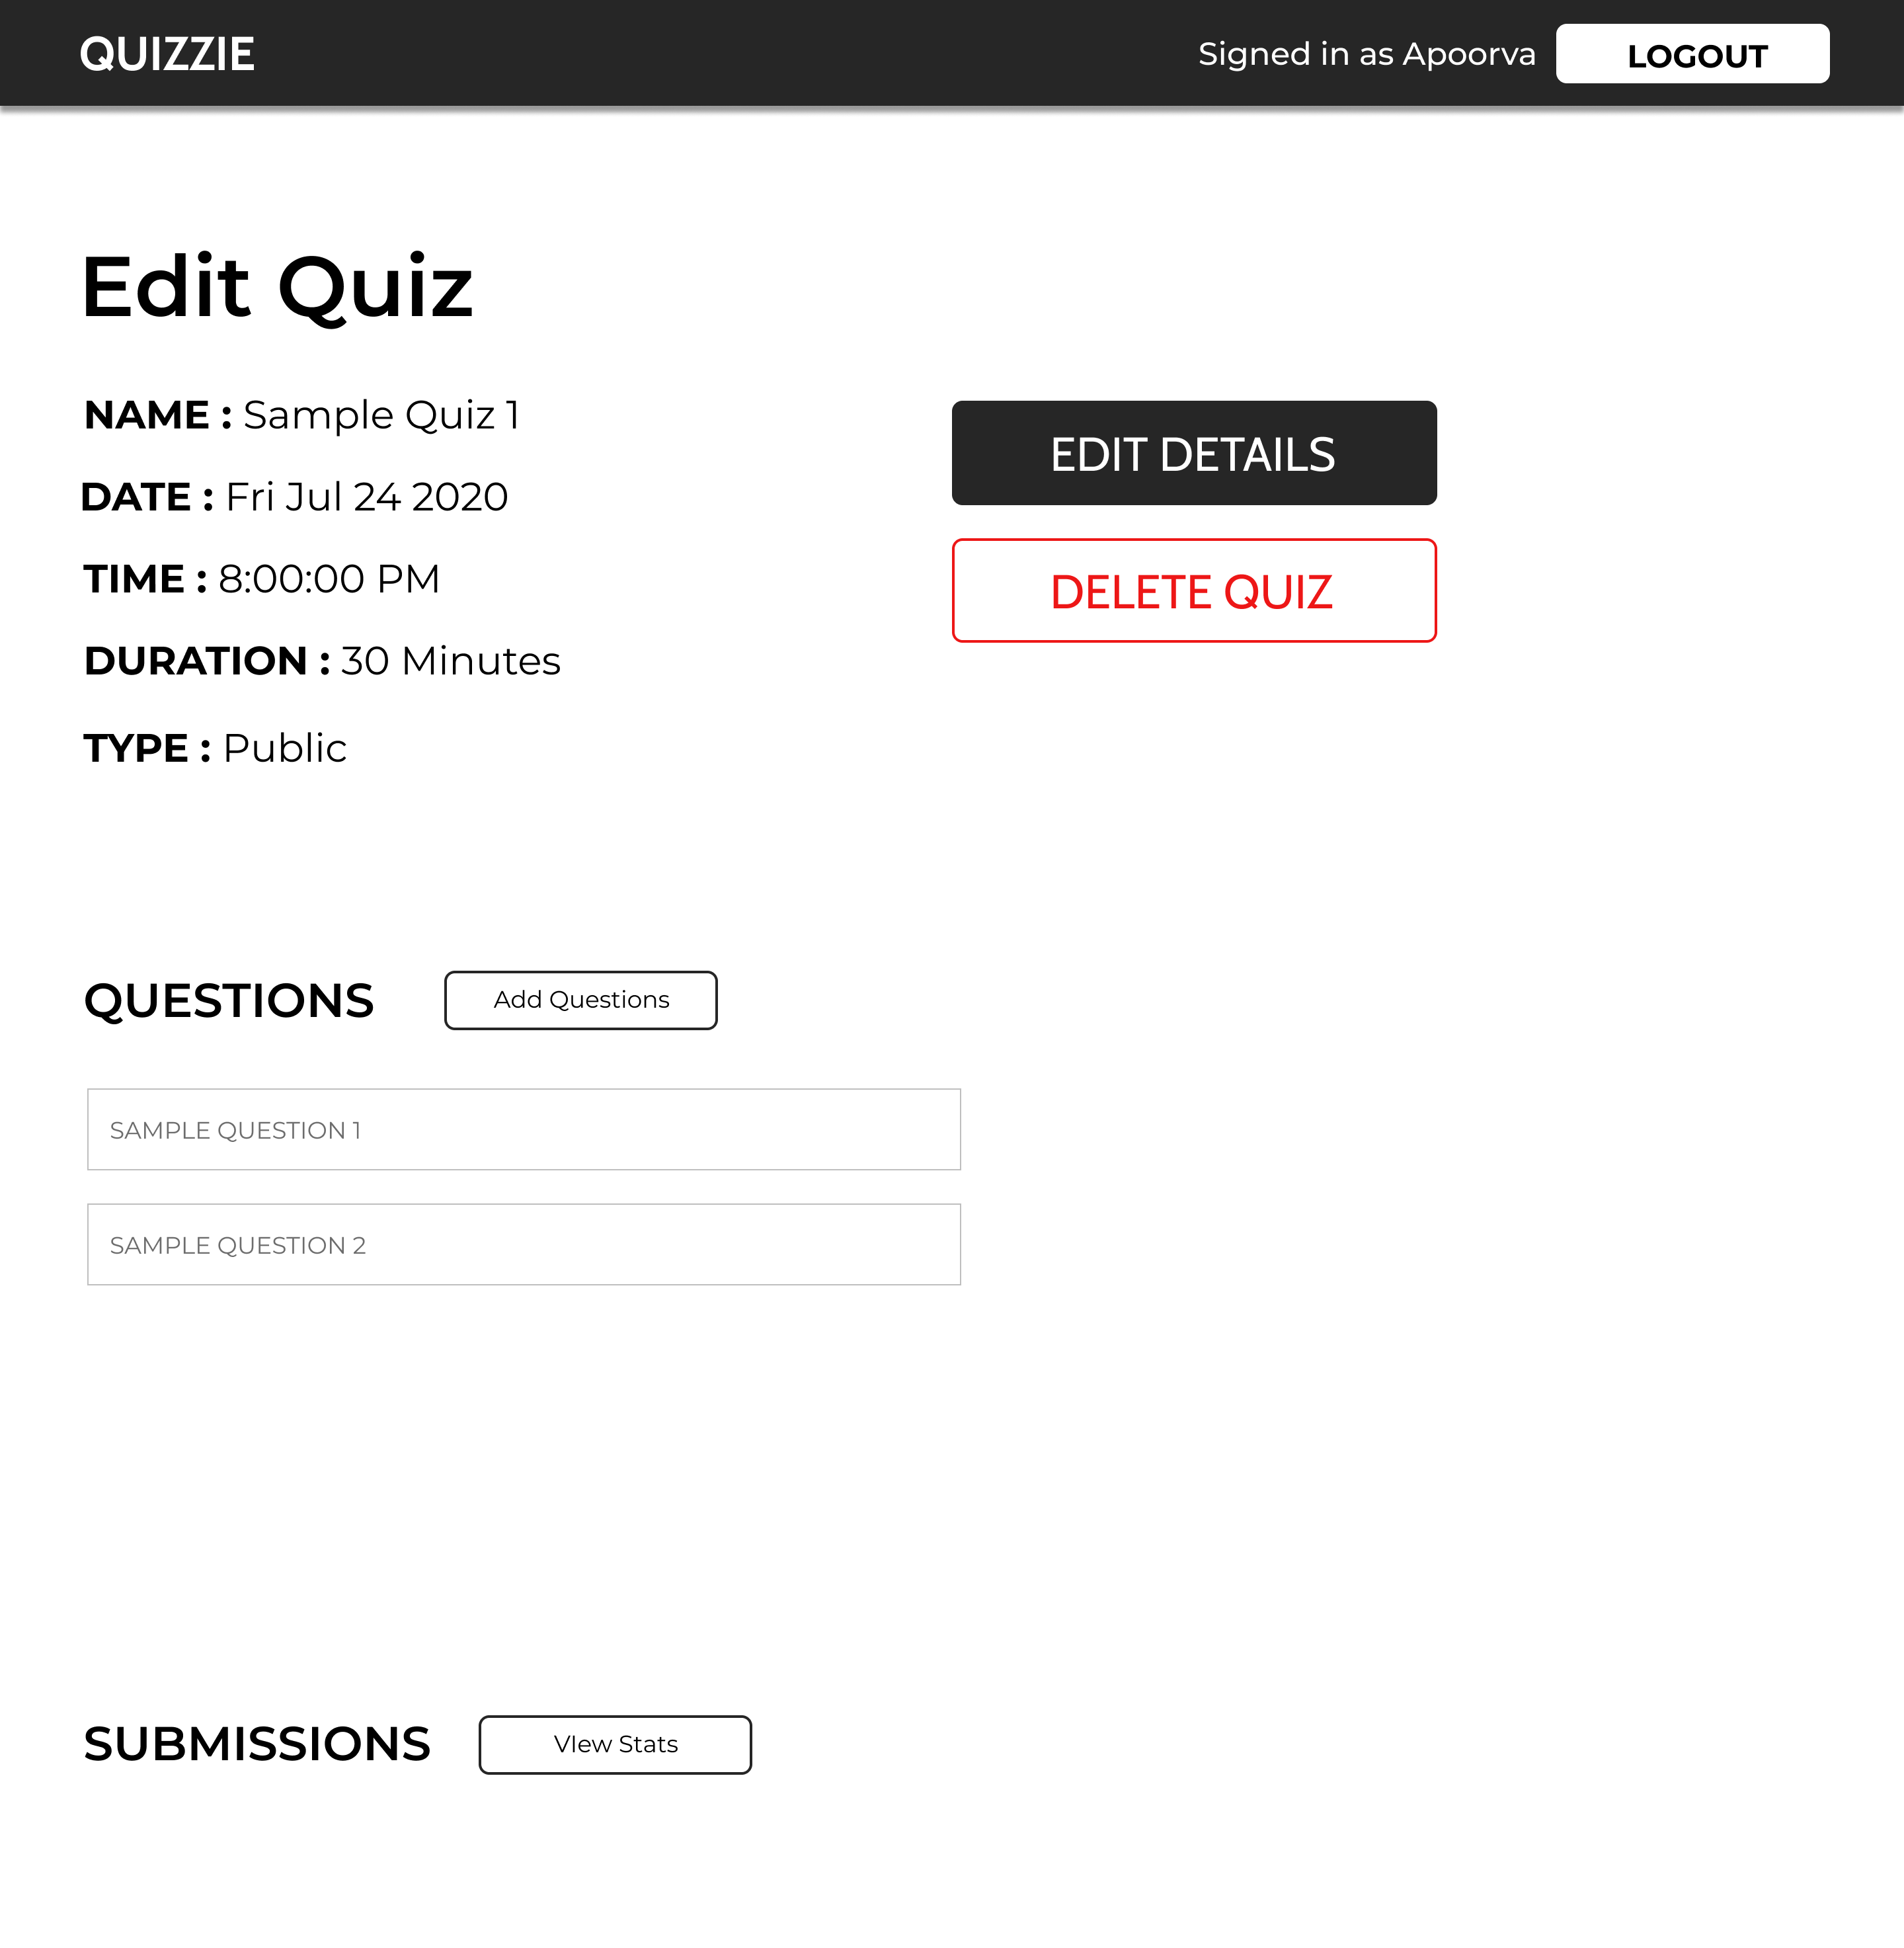 QUIZZIE
Signed in as Apoorva
LOGOUT
Edit Quiz
NAME : Sample Quiz 1
DATE : Fri Jul 24 2020
TIME : 8:00:00 PM
DURATION : 30 Minutes
TYPE : Public
EDIT DETAILS
DELETE QUIZ
QUESTIONS
Add Questions
SAMPLE QUESTION 1
SAMPLE QUESTION 2
SUBMISSIONS
VIew Stats